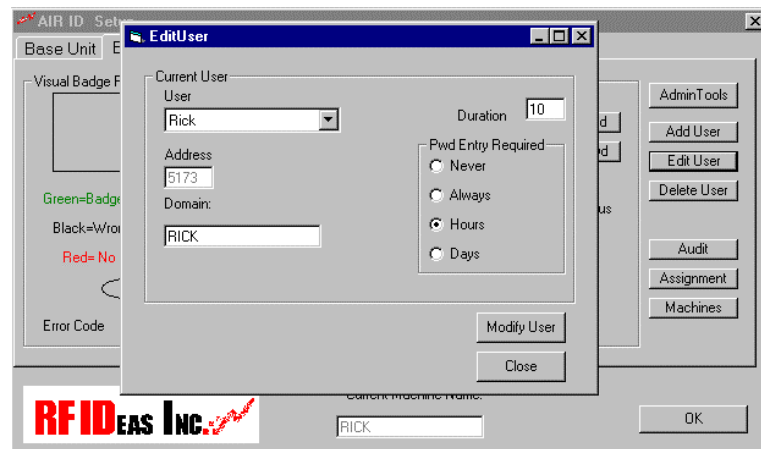 AIR ID Setup
Base Unit
EditUser
Visual Badge
Current User
User
Rick
Duration 10
Address
5173
Domain:
RICK
Pwd Entry Required
Never
Always
Hours
Days
Modify User
Close
Green=Badge
Black=Wro
Red= No
Error Code
AdminTools
Add User
Edit User
Delete User
Audit
Assignment
Machines
RF IDEAS INC.
Current Machine Name:
RICK
OK